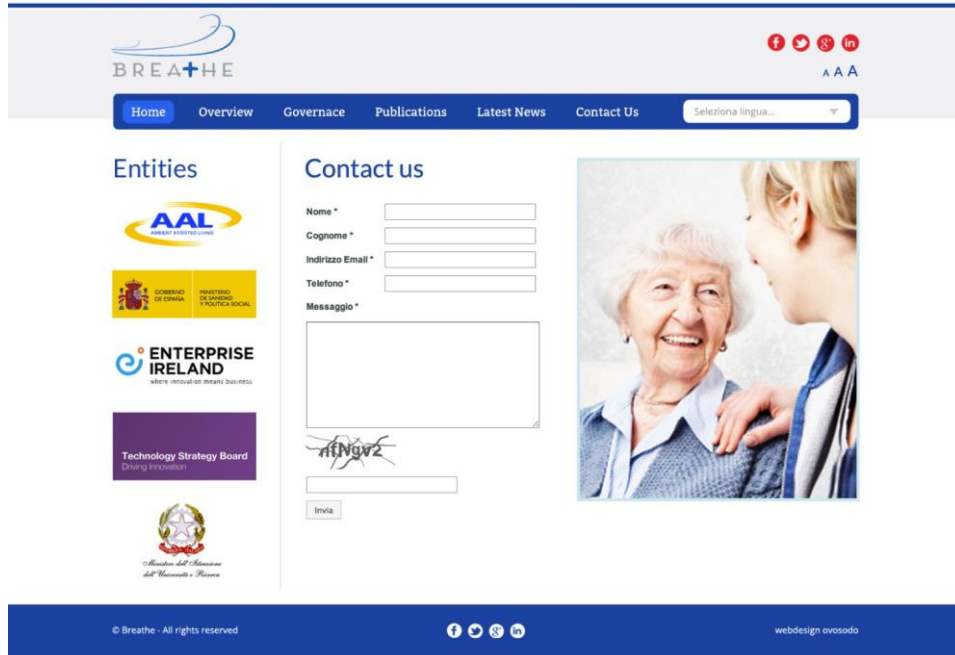 BREATHE
A A A
Home Overview Governace Publications Latest News Contact Us Seleziona lingua...
Entities
AAL
AMBIENT ASSISTED LIVING
GOBIERNO
DE ESPAÑA
MINISTERIO
DE SANIDAD
Y POLÍTICA SOCIAL
ENTERPRISE
IRELAND
where innovation means business
Technology Strategy Board
Driving Innovation
Ministero dell'Istruzione
dell'Università e Ricerca
Contact us
Nome *
Cognome *
Indirizzo Email *
Telefono *
Messaggio *
nfNgv2
Invia
© Breathe - All rights reserved
webdesign ovosodo